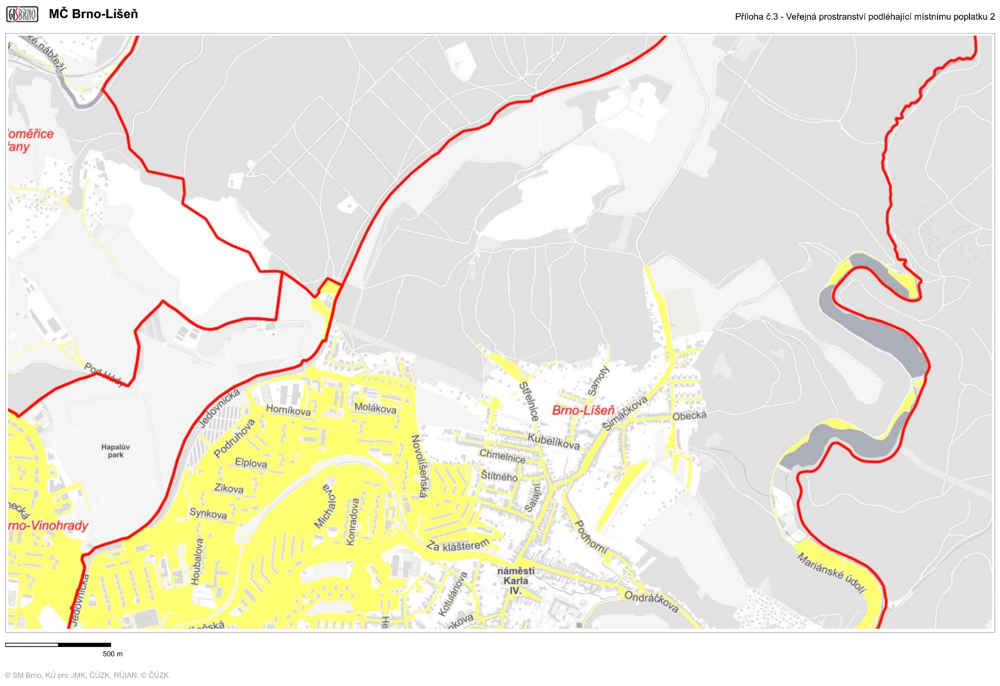 GISBRNO
MČ Brno-Líšeň
Příloha č.3 - Veřejná prostranství podléhající místnímu poplatku 2
ké nábřeží
oměřice
řany
Pod Hády
Jedovnická
Horníkova
Molákova
Střelnice
Samoty
Brno-Líšeň
Šimáčkova
Obecká
Podruhova
Hapalův
park
Novolíšeňská
Kubelíkova
Chmelnice
Elplova
Štítného
Zikova
Michalova
Salajní
necká
Synkova
Konradova
rno-Vinohrady
Podhorní
Houbalova
Za klášterem
náměstí
Karla
IV.
Mariánské údolí
Jedovnická
Kotulánova
Ondráčkova
He
500 m
© SM Brno, KÚ pro JMK, ČÚZK, RÚIAN: © ČÚZK